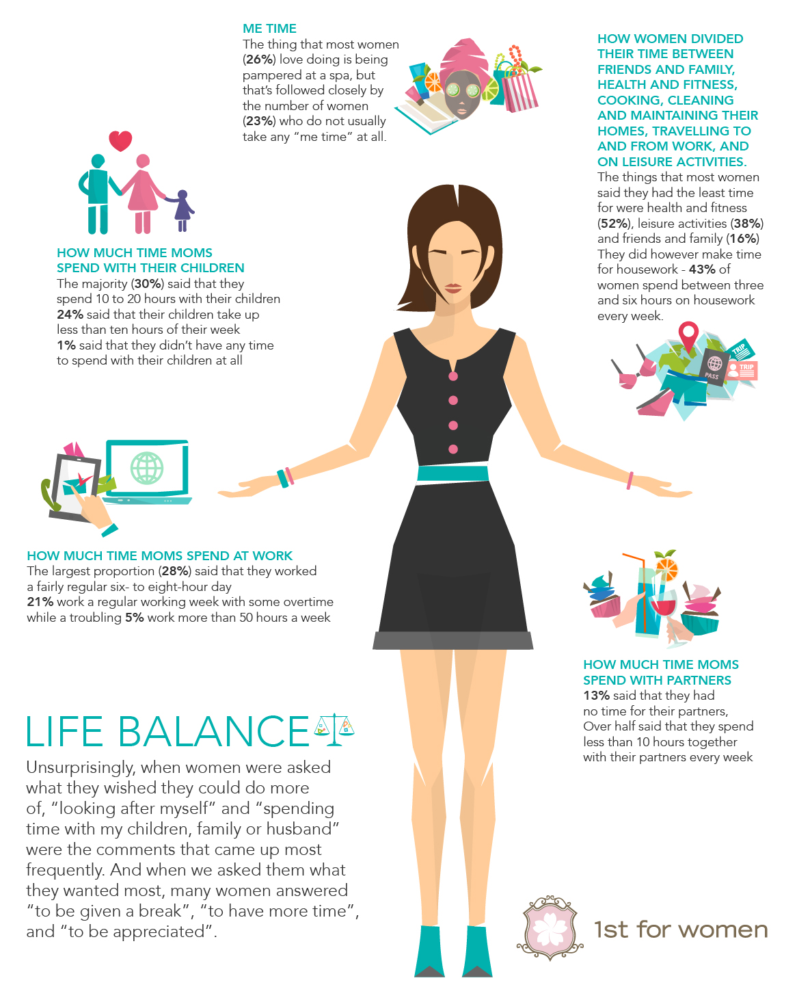 ME TIME
The thing that most women
(26%) love doing is being
pampered at a spa, but
that's followed closely by
the number of women
(23%) who do not usually
take any “me time” at all.
HOW WOMEN DIVIDED
THEIR TIME BETWEEN
FRIENDS AND FAMILY,
HEALTH AND FITNESS,
COOKING, CLEANING
AND MAINTAINING THEIR
HOMES, TRAVELLING TO
AND FROM WORK, AND
ON LEISURE ACTIVITIES.
The things that most women
said they had the least time
for were health and fitness
(52%), leisure activities (38%)
and friends and family (16%)
They did however make time
for housework - 43% of
women spend between three
and six hours on housework
every week.
TRIP
TRIP
PASS
HOW MUCH TIME MOMS
SPEND WITH THEIR CHILDREN
The majority (30%) said that they
spend 10 to 20 hours with their children
24% said that their children take up
less than ten hours of their week
1% said that they didn't have any time
to spend with their children at all
HOW MUCH TIME MOMS SPEND AT WORK
The largest proportion (28%) said that they worked
a fairly regular six- to eight-hour day
21% work a regular working week with some overtime
while a troubling 5% work more than 50 hours a week
HOW MUCH TIME MOMS
SPEND WITH PARTNERS
13% said that they had
no time for their partners,
Over half said that they spend
less than 10 hours together
with their partners every week
LIFE BALANCE
Unsurprisingly, when women were asked
what they wished they could do more
of, “looking after myself” and “spending
time with my children, family or husband”
were the comments that came up most
frequently. And when we asked them what
they wanted most, many women answered
“to be given a break”, “to have more time”,
and “to be appreciated”.
1st for women